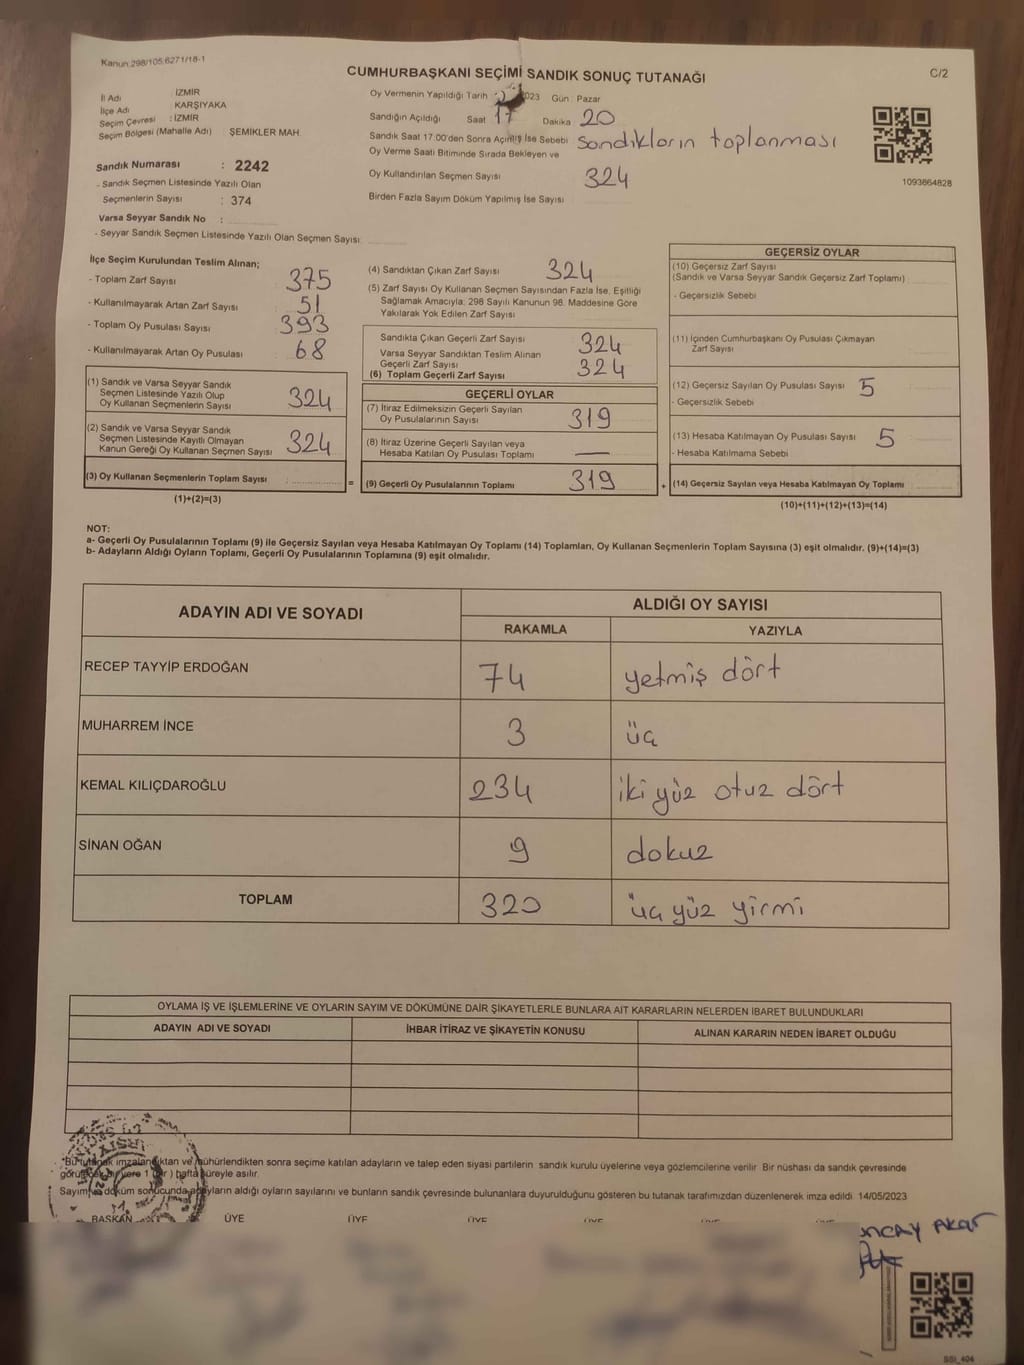 Kanun:298/105;6271/18-1
CUMHURBAŞKANI SEÇİMİ SANDIK SONUÇ TUTANAĞI
C/2
İl Adı : İZMİR
İlçe Adı : KARŞIYAKA
Seçim Çevresi : İZMİR
Seçim Bölgesi (Mahalle Adı) : ŞEMİKLER MAH.
Oy Vermenin Yapıldığı Tarih 2023 Gün : Pazar
Sandığın Açıldığı Saat 17 Dakika 20
Sandık Saat 17.00'den Sonra Açılmış İse Sebebi Sandıkların toplanması
Oy Verme Saati Bitiminde Sırada Bekleyen ve
Oy Kullandırılan Seçmen Sayısı 324
Birden Fazla Sayım Döküm Yapılmış İse Sayısı
1093864828
Sandık Numarası : 2242
- Sandık Seçmen Listesinde Yazılı Olan
Seçmenlerin Sayısı : 374
Varsa Seyyar Sandık No :
- Seyyar Sandık Seçmen Listesinde Yazılı Olan Seçmen Sayısı:
İlçe Seçim Kurulundan Teslim Alınan;
- Toplam Zarf Sayısı : 375
- Kullanılmayarak Artan Zarf Sayısı : 51
- Toplam Oy Pusulası Sayısı : 393
- Kullanılmayarak Artan Oy Pusulası : 68
(1) Sandık ve Varsa Seyyar Sandık
Seçmen Listesinde Yazılı Olup
Oy Kullanan Seçmenlerin Sayısı 324
(2) Sandık ve Varsa Seyyar Sandık
Seçmen Listesinde Kayıtlı Olmayan
Kanun Gereği Oy Kullanan Seçmen Sayısı 324
(3) Oy Kullanan Seçmenlerin Toplam Sayısı =
(1)+(2)=(3)
(4) Sandıktan Çıkan Zarf Sayısı 324
(5) Zarf Sayısı Oy Kullanan Seçmen Sayısından Fazla İse, Eşitliği
Sağlamak Amacıyla; 298 Sayılı Kanunun 98. Maddesine Göre
Yakılarak Yok Edilen Zarf Sayısı
Sandıkta Çıkan Geçerli Zarf Sayısı 324
Varsa Seyyar Sandıktan Teslim Alınan
Geçerli Zarf Sayısı
(6) Toplam Geçerli Zarf Sayısı 324
GEÇERLİ OYLAR
(7) İtiraz Edilmeksizin Geçerli Sayılan
Oy Pusulalarının Sayısı 319
(8) İtiraz Üzerine Geçerli Sayılan veya
Hesaba Katılan Oy Pusulası Toplamı —
(9) Geçerli Oy Pusulalarının Toplamı 319 +
GEÇERSİZ OYLAR
(10) Geçersiz Zarf Sayısı
(Sandık ve Varsa Seyyar Sandık Geçersiz Zarf Toplamı)
- Geçersizlik Sebebi
(11) İçinden Cumhurbaşkanı Oy Pusulası Çıkmayan
Zarf Sayısı
(12) Geçersiz Sayılan Oy Pusulası Sayısı 5
- Geçersizlik Sebebi
(13) Hesaba Katılmayan Oy Pusulası Sayısı 5
- Hesaba Katılmama Sebebi
(14) Geçersiz Sayılan veya Hesaba Katılmayan Oy Toplamı
(10)+(11)+(12)+(13)=(14)
NOT:
a- Geçerli Oy Pusulalarının Toplamı (9) ile Geçersiz Sayılan veya Hesaba Katılmayan Oy Toplamı (14) Toplamları, Oy Kullanan Seçmenlerin Toplam Sayısına (3) eşit olmalıdır. (9)+(14)=(3)
b- Adayların Aldığı Oyların Toplamı, Geçerli Oy Pusulalarının Toplamına (9) eşit olmalıdır.
ADAYIN ADI VE SOYADI
ALDIĞI OY SAYISI
RAKAMLA YAZIYLA
RECEP TAYYİP ERDOĞAN 74 yetmiş dört
MUHARREM İNCE 3 üç
KEMAL KILIÇDAROĞLU 234 iki yüz otuz dört
SİNAN OĞAN 9 dokuz
TOPLAM 320 üç yüz yirmi
OYLAMA İŞ VE İŞLEMLERİNE VE OYLARIN SAYIM VE DÖKÜMÜNE DAİR ŞİKAYETLERLE BUNLARA AİT KARARLARIN NELERDEN İBARET BULUNDUKLARI
ADAYIN ADI VE SOYADI İHBAR İTİRAZ VE ŞİKAYETİN KONUSU ALINAN KARARIN NEDEN İBARET OLDUĞU
*Bu tutanak imzalandıktan ve mühürlendikten sonra seçime katılan adayların ve talep eden siyasi partilerin sandık kurulu üyelerine veya gözlemcilerine verilir. Bir nüshası da sandık çevresinde
görülecek bir yere 1 (bir) hafta süreyle asılır.
Sayım ve döküm sonucunda adayların aldığı oyların sayılarını ve bunların sandık çevresinde bulunanlara duyurulduğunu gösteren bu tutanak tarafımızdan düzenlenerek imza edildi. 14/05/2023
BAŞKAN ÜYE ÜYE ÜYE
AKAR
SSI_404